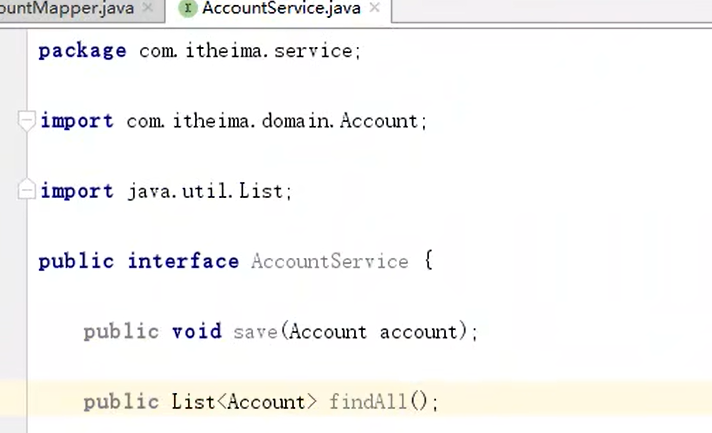 ountMapper.java × I AccountService.java ×
package com.itheima.service;
import com.itheima.domain.Account;
import java.util.List;
public interface AccountService {
public void save(Account account);
public List<Account> findAll();